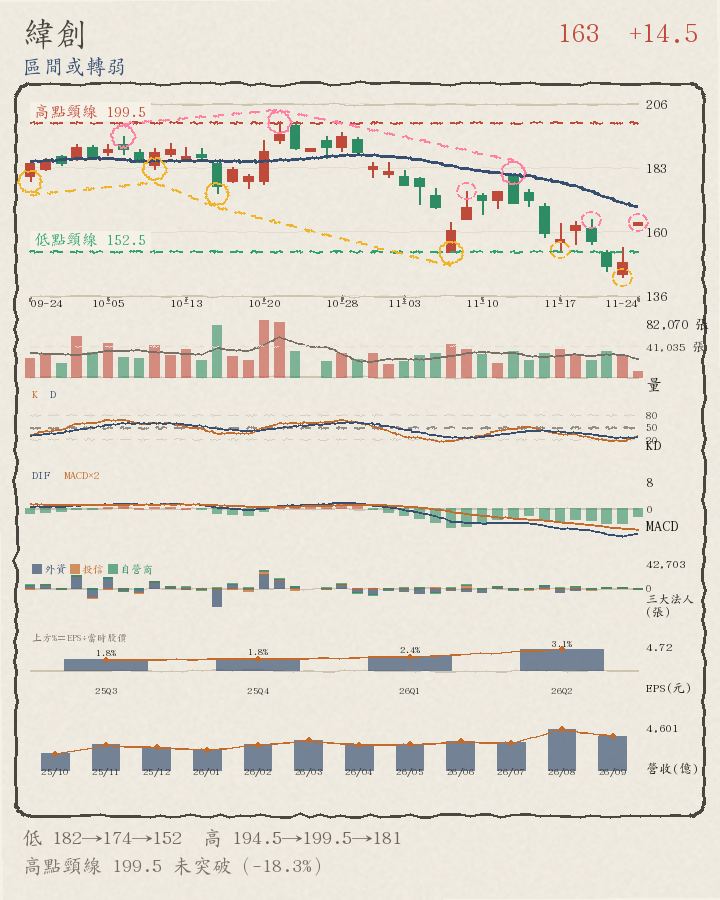 緯創
163 +14.5
區間或轉弱
高點頸線 199.5
206
183
低點頸線 152.5
160
136
09-24 10-05 10-13 10-20 10-28 11-03 11-10 11-17 11-24
82,070 張
41,035 張
量
K D
80
50
20
KD
DIF MACD×2
8
0
MACD
外資 投信 自營商
42,703
0
三大法人
(張)
上方%=EPS÷當時股價
1.8% 1.8% 2.4% 3.1%
4.72
25Q3 25Q4 26Q1 26Q2
EPS(元)
4,601
營收(億)
25/10 25/11 25/12 26/01 26/02 26/03 26/04 26/05 26/06 26/07 26/08 26/09
低 182→174→152 高 194.5→199.5→181
高點頸線 199.5 未突破 (-18.3%)